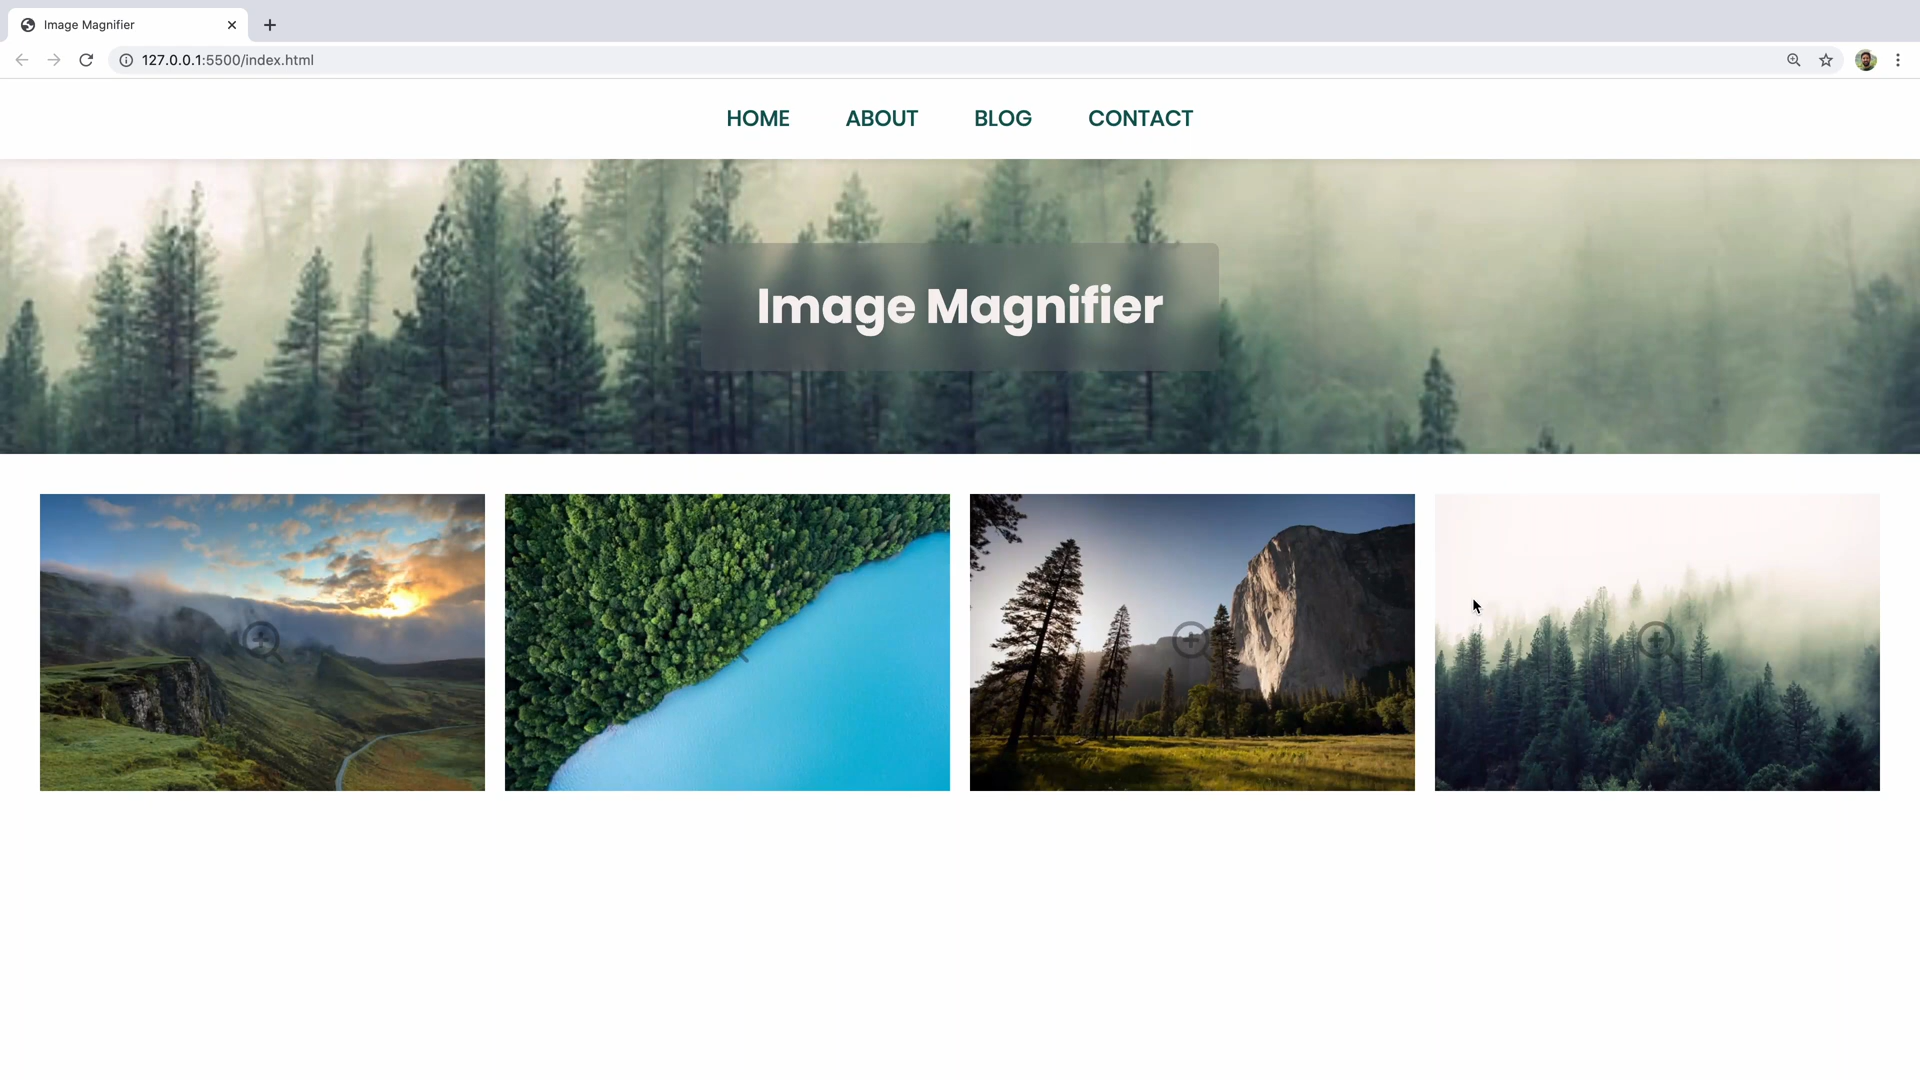 Image Magnifier
127.0.0.1:5500/index.html
HOME ABOUT BLOG CONTACT
Image Magnifier